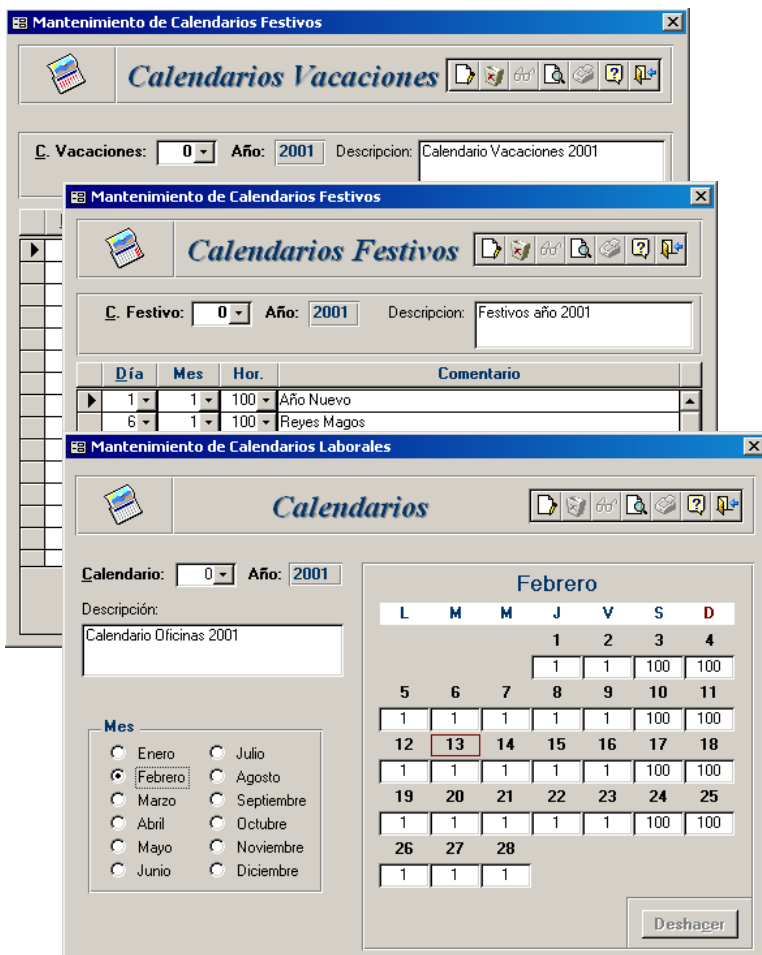 Mantenimiento de Calendarios Festivos
Calendarios Vacaciones
C. Vacaciones: 0 Año: 2001 Descripcion: Calendario Vacaciones 2001
Mantenimiento de Calendarios Festivos
Calendarios Festivos
C. Festivo: 0 Año: 2001 Descripcion: Festivos año 2001
Día Mes Hor. Comentario
1 1 100 Año Nuevo
6 1 100 Reyes Magos
Mantenimiento de Calendarios Laborales
Calendarios
Calendario: 0 Año: 2001
Descripción:
Calendario Oficinas 2001
Mes
Enero Julio
Febrero Agosto
Marzo Septiembre
Abril Octubre
Mayo Noviembre
Junio Diciembre
Febrero
L M M J V S D
1 2 3 4
1 1 100 100
5 6 7 8 9 10 11
1 1 1 1 1 100 100
12 13 14 15 16 17 18
1 1 1 1 1 100 100
19 20 21 22 23 24 25
1 1 1 1 1 100 100
26 27 28
1 1 1
Deshacer